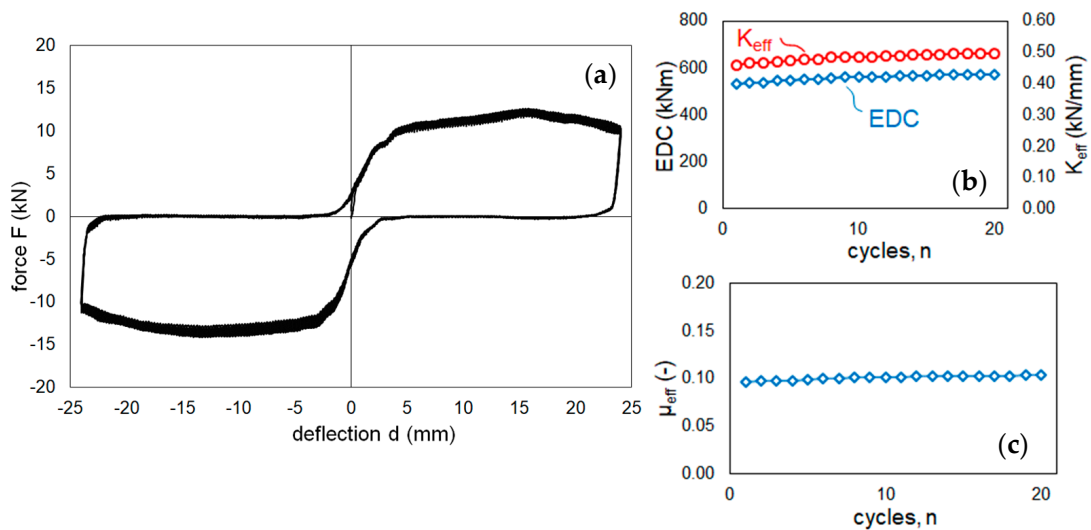 (a)
20
15
10
5
0
-5
-10
-15
-20
force F (kN)
-25 -20 -15 -10 -5 0 5 10 15 20 25
deflection d (mm)
(b)
800
600
400
200
0
EDC (kNm)
0.60
0.50
0.40
0.30
0.20
0.10
0.00
K_eff (kN/mm)
K_eff
EDC
0 10 20
cycles, n
(c)
0.20
0.15
0.10
0.05
0.00
μ_eff (-)
0 10 20
cycles, n